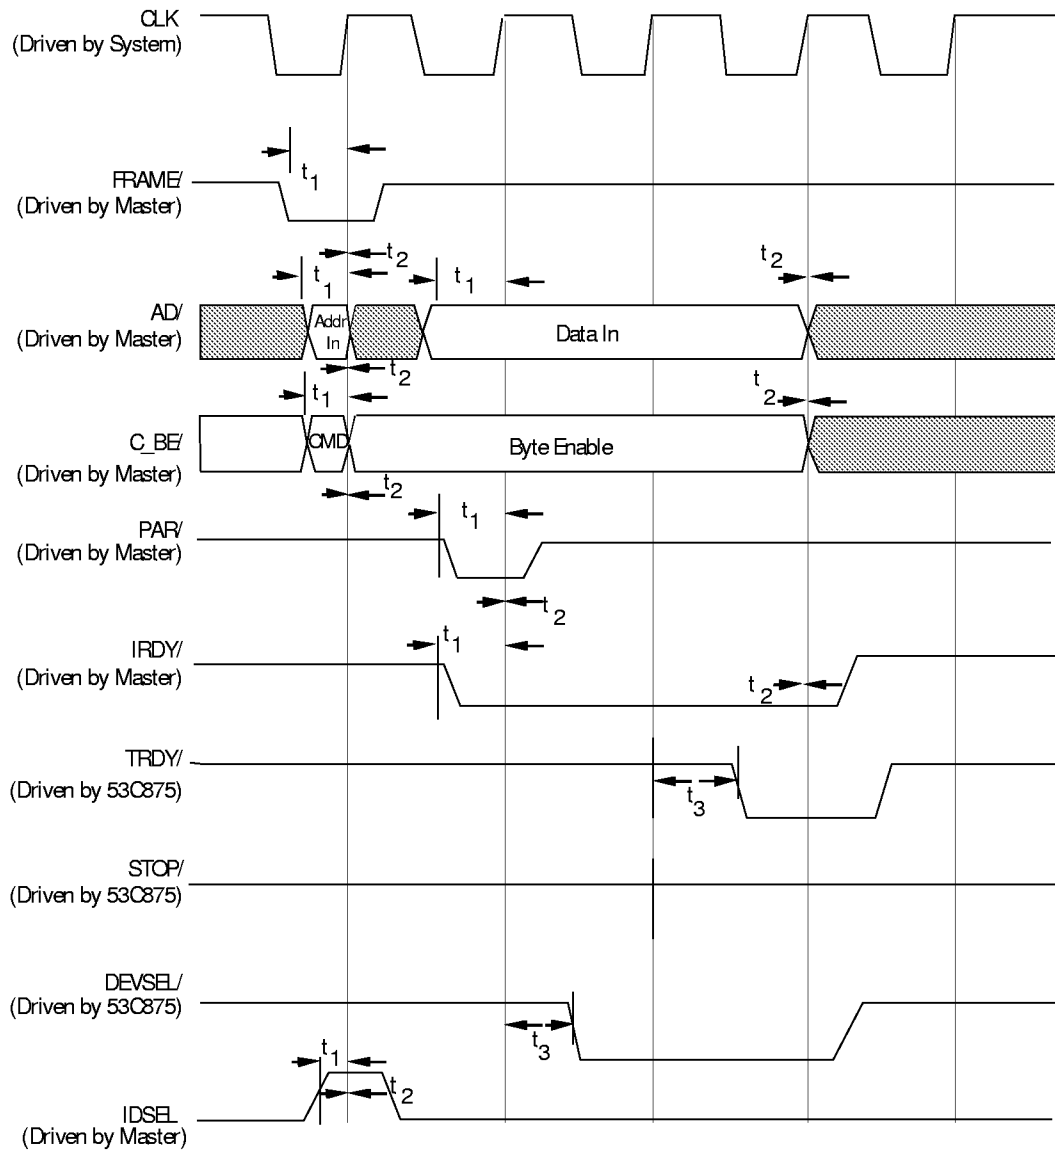 CLK
(Driven by System)
t1
FRAME/
(Driven by Master)
t2
t2
t1
t1
AD/
(Driven by Master)
Addr
In
Data In
t2
t2
t1
C_BE/
(Driven by Master)
CMD
Byte Enable
t2
t1
PAR/
(Driven by Master)
t2
t1
IRDY/
(Driven by Master)
t2
TRDY/
(Driven by 53C875)
t3
STOP/
(Driven by 53C875)
DEVSEL/
(Driven by 53C875)
t3
t1
t2
IDSEL
(Driven by Master)